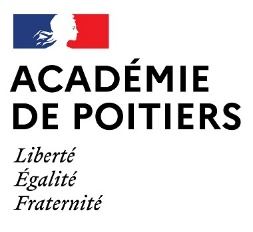 ACADÉMIE
DE POITIERS
Liberté
Égalité
Fraternité